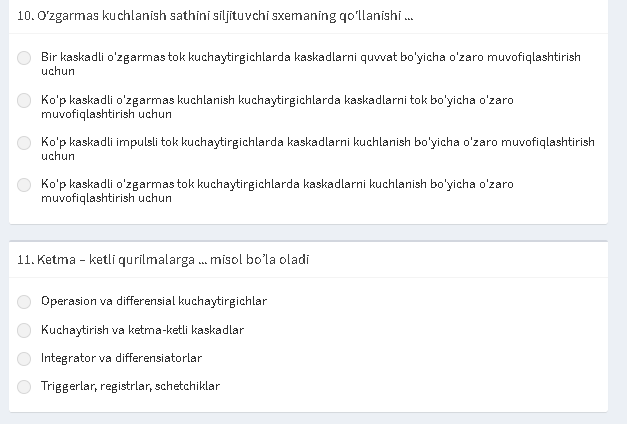 10. O‘zgarmas kuchlanish sathini siljituvchi sxemaning qo‘llanishi ...
Bir kaskadli o‘zgarmas tok kuchaytirgichlarda kaskadlarni quvvat bo‘yicha o‘zaro muvofiqlashtirish
uchun
Ko‘p kaskadli o‘zgarmas kuchlanish kuchaytirgichlarda kaskadlarni tok bo‘yicha o‘zaro
muvofiqlashtirish uchun
Ko‘p kaskadli impulsli tok kuchaytirgichlarda kaskadlarni kuchlanish bo‘yicha o‘zaro muvofiqlashtirish
uchun
Ko‘p kaskadli o‘zgarmas tok kuchaytirgichlarda kaskadlarni kuchlanish bo‘yicha o‘zaro
muvofiqlashtirish uchun
11. Ketma – ketli qurilmalarga ... misol bo’la oladi
Operasion va differensial kuchaytirgichlar
Kuchaytirish va ketma-ketli kaskadlar
Integrator va differensiatorlar
Triggerlar, registrlar, schetchiklar